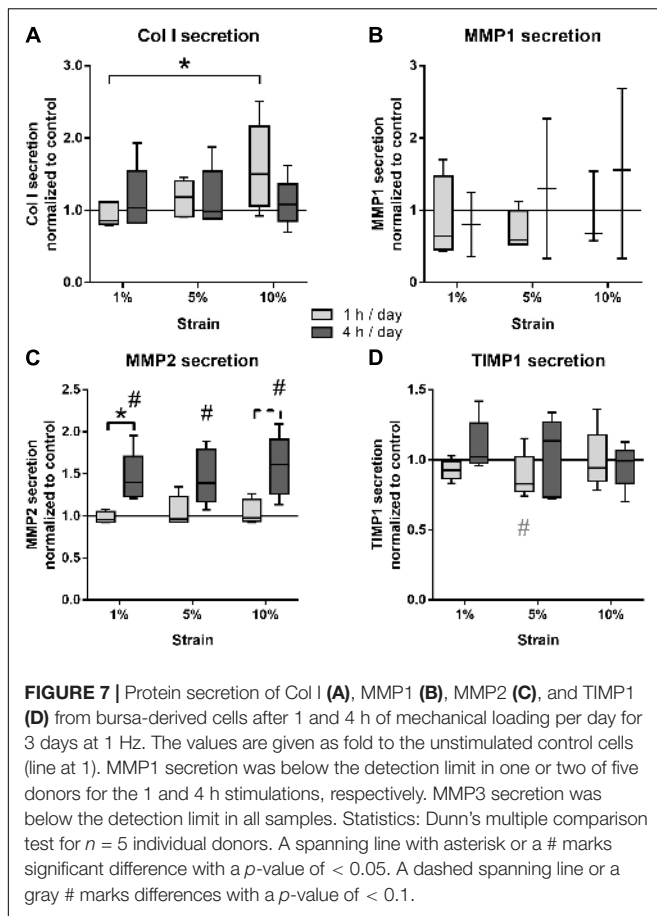 A
Col I secretion
*
Col I secretion
normalized to control
3.0
2.0
1.0
0.0
1%
5%
10%
Strain
B
MMP1 secretion
MMP1 secretion
normalized to control
3
2
1
0
1%
5%
10%
Strain
1 h / day
4 h / day
C
MMP2 secretion
#
*
#
#
MMP2 secretion
normalized to control
2.5
2.0
1.5
1.0
0.0
1%
5%
10%
Strain
D
TIMP1 secretion
#
TIMP1 secretion
normalized to control
1.5
1.0
0.5
0.0
1%
5%
10%
Strain
FIGURE 7 | Protein secretion of Col I (A), MMP1 (B), MMP2 (C), and TIMP1
(D) from bursa-derived cells after 1 and 4 h of mechanical loading per day for
3 days at 1 Hz. The values are given as fold to the unstimulated control cells
(line at 1). MMP1 secretion was below the detection limit in one or two of five
donors for the 1 and 4 h stimulations, respectively. MMP3 secretion was
below the detection limit in all samples. Statistics: Dunn's multiple comparison
test for n = 5 individual donors. A spanning line with asterisk or a # marks
significant difference with a p-value of < 0.05. A dashed spanning line or a
gray # marks differences with a p-value of < 0.1.